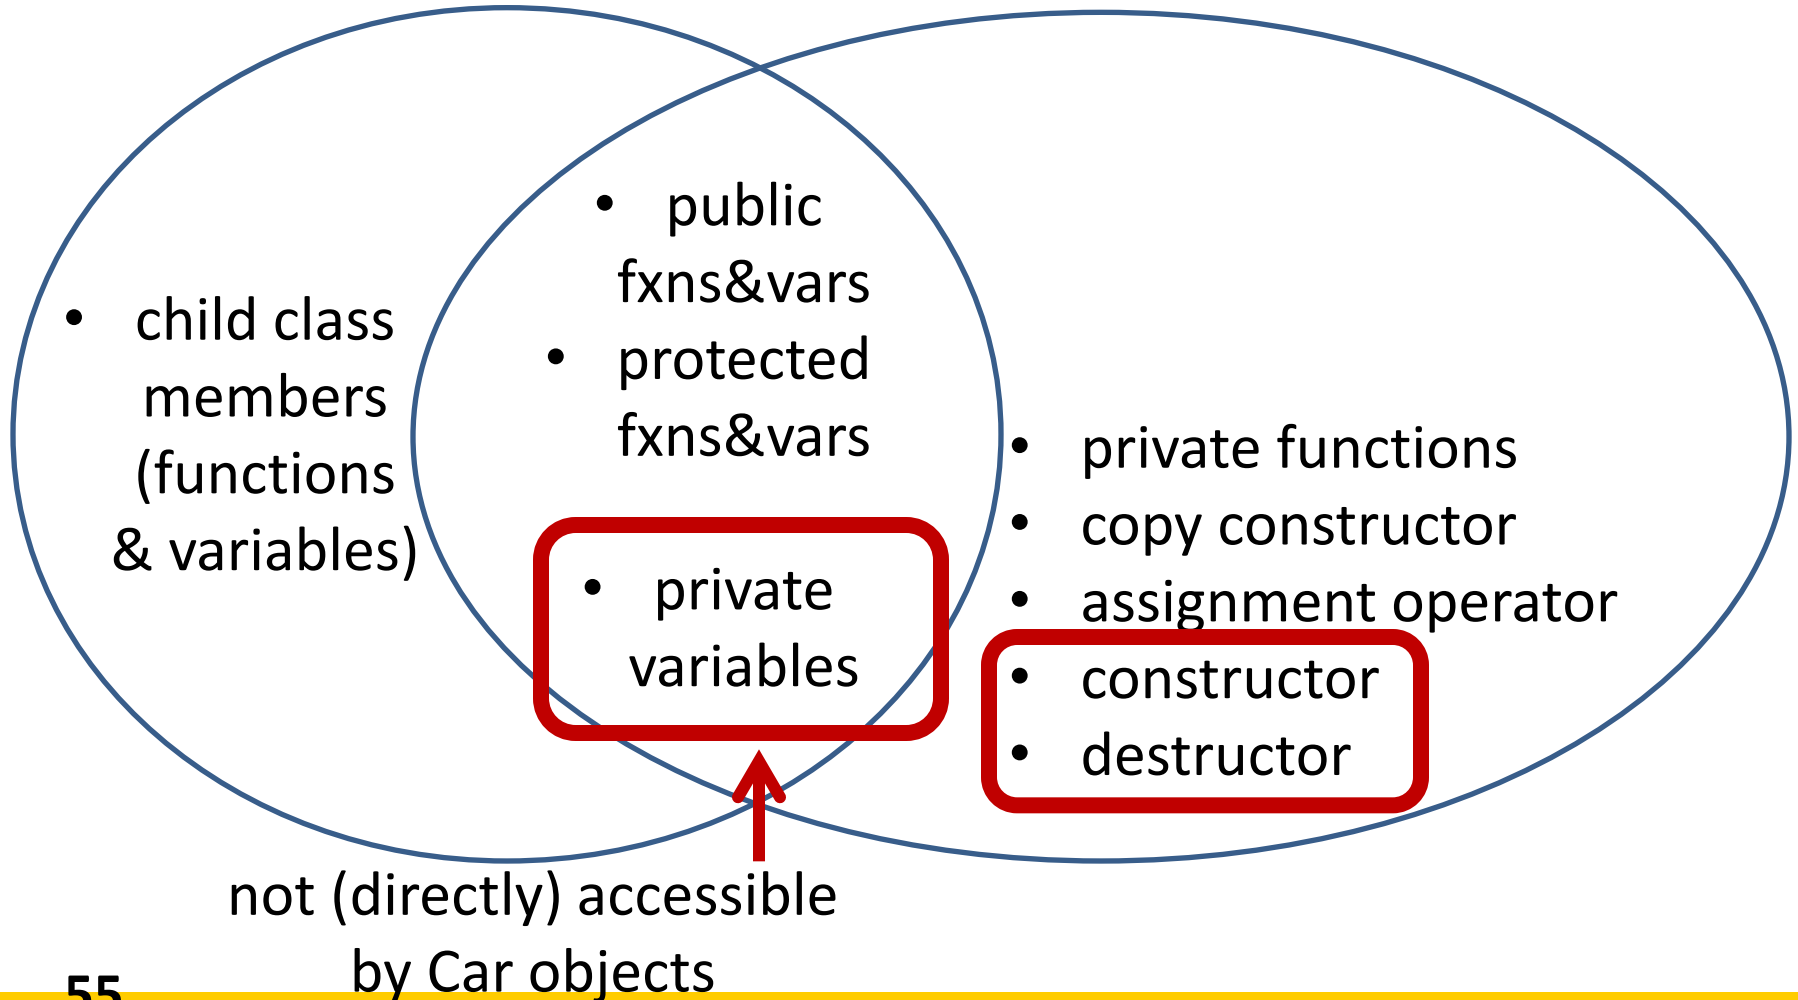 • child class
members
(functions
& variables)
• public
fxns&vars
• protected
fxns&vars
• private
variables
• private functions
• copy constructor
• assignment operator
• constructor
• destructor
not (directly) accessible
by Car objects
55